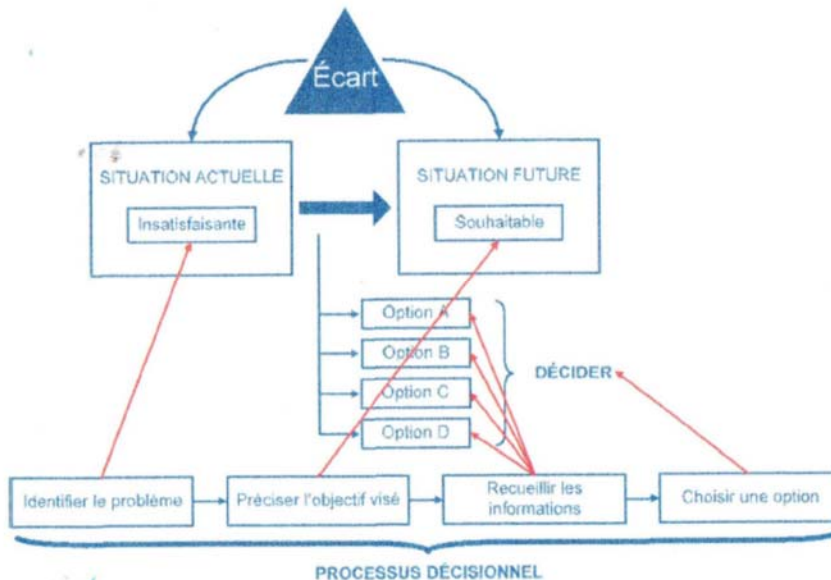 Écart
SITUATION ACTUELLE
Insatisfaisante
SITUATION FUTURE
Souhaitable
Option A
Option B
Option C
Option D
DÉCIDER
Identifier le problème
Préciser l'objectif visé
Recueillir les
informations
Choisir une option
PROCESSUS DÉCISIONNEL